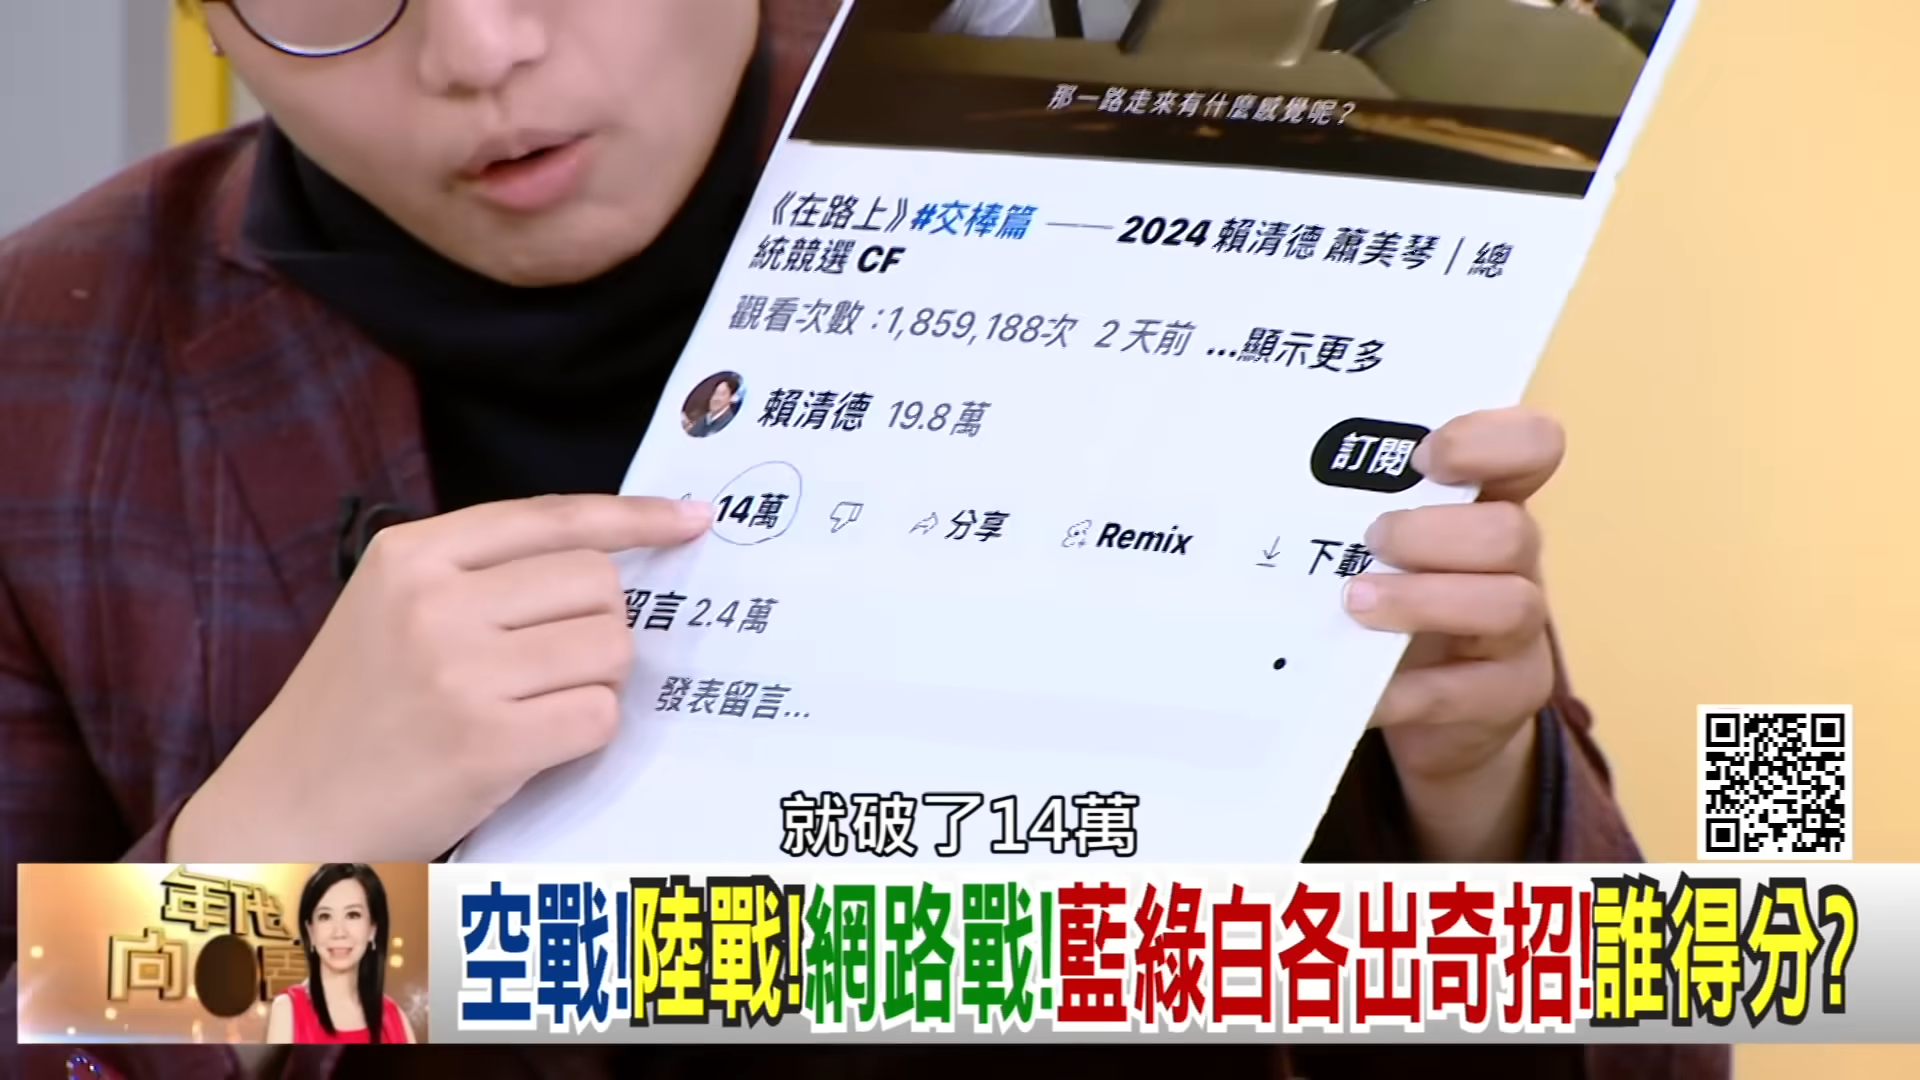 那一路走來有什麼感覺呢？
《在路上》#交棒篇 —— 2024 賴清德 蕭美琴｜總
統競選 CF
觀看次數：1,859,188次 2 天前 ...顯示更多
賴清德 19.8 萬
訂閱
14萬 分享 Remix 下載
留言 2.4 萬
發表留言...
就破了14萬
年代
向
空戰!陸戰!網路戰!藍綠白各出奇招!誰得分?